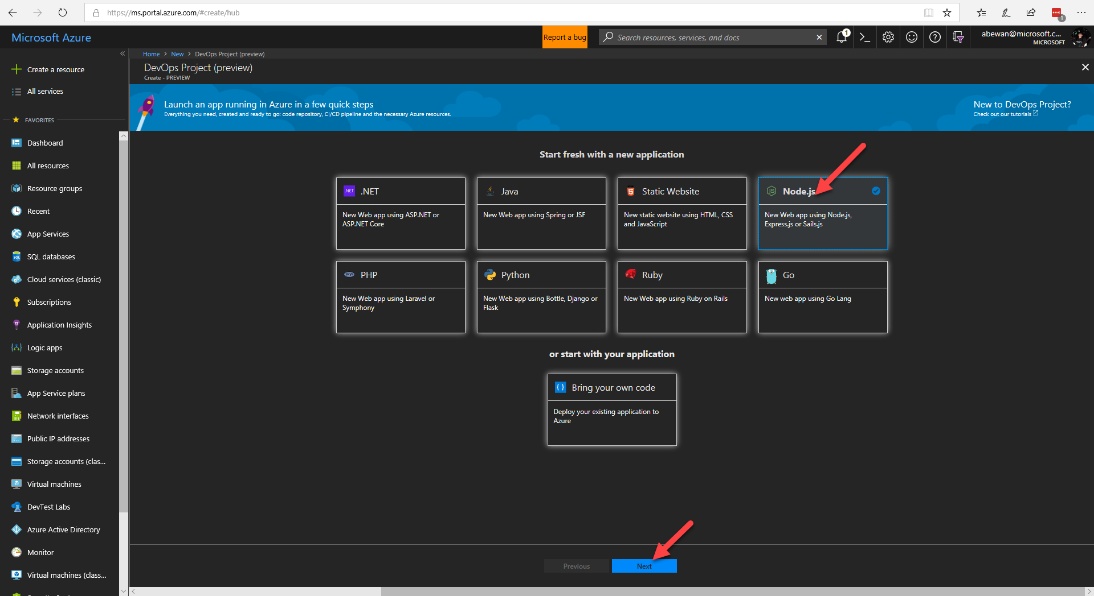 https://ms.portal.azure.com/#create/hub
Microsoft Azure
Report a bug
Search resources, services, and docs
1
abewan@microsoft.c...
MICROSOFT
Create a resource
All services
FAVORITES
Dashboard
All resources
Resource groups
Recent
App Services
SQL databases
Cloud services (classic)
Subscriptions
Application Insights
Logic apps
Storage accounts
App Service plans
Network interfaces
Public IP addresses
Storage accounts (clas...
Virtual machines
DevTest Labs
Azure Active Directory
Monitor
Virtual machines (class...
Home > New > DevOps Project (preview)
DevOps Project (preview)
Create - PREVIEW
Launch an app running in Azure in a few quick steps
Everything you need, created and ready to go: code repository, CI/CD pipeline and the necessary Azure resources.
New to DevOps Project?
Check out our tutorials
Start fresh with a new application
.NET
New Web app using ASP.NET or
ASP.NET Core
Java
New Web app using Spring or JSF
Static Website
New static website using HTML, CSS
and JavaScript
Node.js
New Web app using Node.js,
Express.js or Sails.js
PHP
New Web app using Laravel or
Symphony
Python
New Web app using Bottle, Django or
Flask
Ruby
New Web app using Ruby on Rails
Go
New web app using Go Lang
or start with your application
Bring your own code
Deploy your existing application to
Azure
Previous
Next